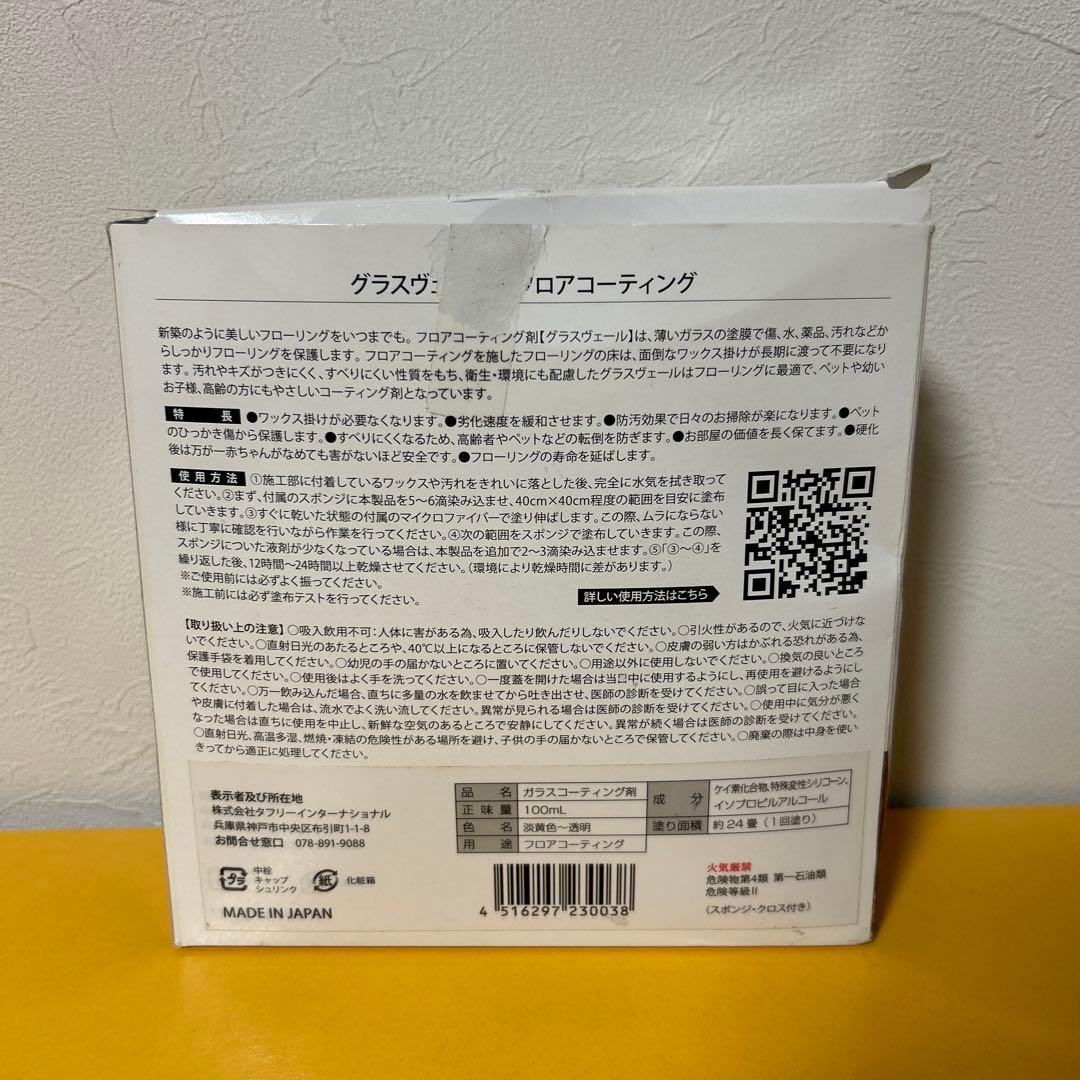 グラスヴェ フロアコーティング
新築のように美しいフローリングをいつまでも。フロアコーティング剤【グラスヴェール】は、薄いガラスの塗膜で傷、水、薬品、汚れなどか
らしっかりフローリングを保護します。フロアコーティングを施したフローリングの床は、面倒なワックス掛けが長期に渡って不要になり
ます。汚れやキズがつきにくく、すべりにくい性質をもち、衛生・環境にも配慮したグラスヴェールはフローリングに最適で、ペットや幼い
お子様、高齢の方にもやさしいコーティング剤となっています。
特長 ●ワックス掛けが必要なくなります。●劣化速度を緩和させます。●防汚効果で日々のお掃除が楽になります。●ペット
のひっかき傷から保護します。●すべりにくくなるため、高齢者やペットなどの転倒を防ぎます。●お部屋の価値を長く保てます。●硬化
後は万が一赤ちゃんがなめても害がないほど安全です。●フローリングの寿命を延ばします。
使用方法 ①施工部に付着しているワックスや汚れをきれいに落とした後、完全に水気を拭き取って
ください。②まず、付属のスポンジに本製品を5〜6滴染み込ませ、40cm×40cm程度の範囲を目安に塗布
していきます。③すぐに乾いた状態の付属のマイクロファイバーで塗り伸ばします。この際、ムラにならない
様に丁寧に確認を行いながら作業を行ってください。④次の範囲をスポンジで塗布していきます。この際、
スポンジについた液剤が少なくなっている場合は、本製品を追加で2〜3滴染み込ませます。⑤「③〜④」を
繰り返した後、12時間〜24時間以上乾燥させてください。（環境により乾燥時間に差があります。）
※ご使用前には必ずよく振ってください。
※施工前には必ず塗布テストを行ってください。
詳しい使用方法はこちら
【取り扱い上の注意】○吸入飲用不可：人体に害がある為、吸入したり飲んだりしないでください。○引火性があるので、火気に近づけな
いでください。○直射日光のあたるところや、40℃以上になるところに保管しないでください。○皮膚の弱い方はかぶれる恐れがある為、
保護手袋を着用してください。○幼児の手の届かないところに置いてください。○用途以外に使用しないでください。○換気の良いところ
で使用してください。○使用後はよく手を洗ってください。○一度蓋を開けた場合は当日中に使用するようにし、再使用を避けるようにし
てください。○万一飲み込んだ場合、直ちに多量の水を飲ませてから吐き出させ、医師の診断を受けてください。○誤って目に入った場合
や皮膚に付着した場合は、流水でよく洗い流してください。異常が見られる場合は医師の診断を受けてください。○使用中に気分が悪く
なった場合は直ちに使用を中止し、新鮮な空気のあるところで安静にしてください。異常が続く場合は医師の診断を受けてください。
○直射日光、高温多湿、燃焼・凍結の危険性がある場所を避け、子供の手の届かないところで保管してください。○廃棄の際は中身を使い
きってから適正に処理してください。
表示者及び所在地
株式会社タフリーインターナショナル
兵庫県神戸市中央区布引町1-1-8
お問合せ窓口 078-891-9088
プラ 中栓
キャップ
シュリンク
紙 化粧箱
MADE IN JAPAN
品名 ガラスコーティング剤
正味量 100mL
色 淡黄色〜透明
用途 フロアコーティング
成分 ケイ素化合物、特殊変性シリコーン、
イソプロピルアルコール
塗り面積 約24畳（1回塗り）
4 516297 230038
火気厳禁
危険物第4類 第一石油類
危険等級Ⅱ
（スポンジ・クロス付き）